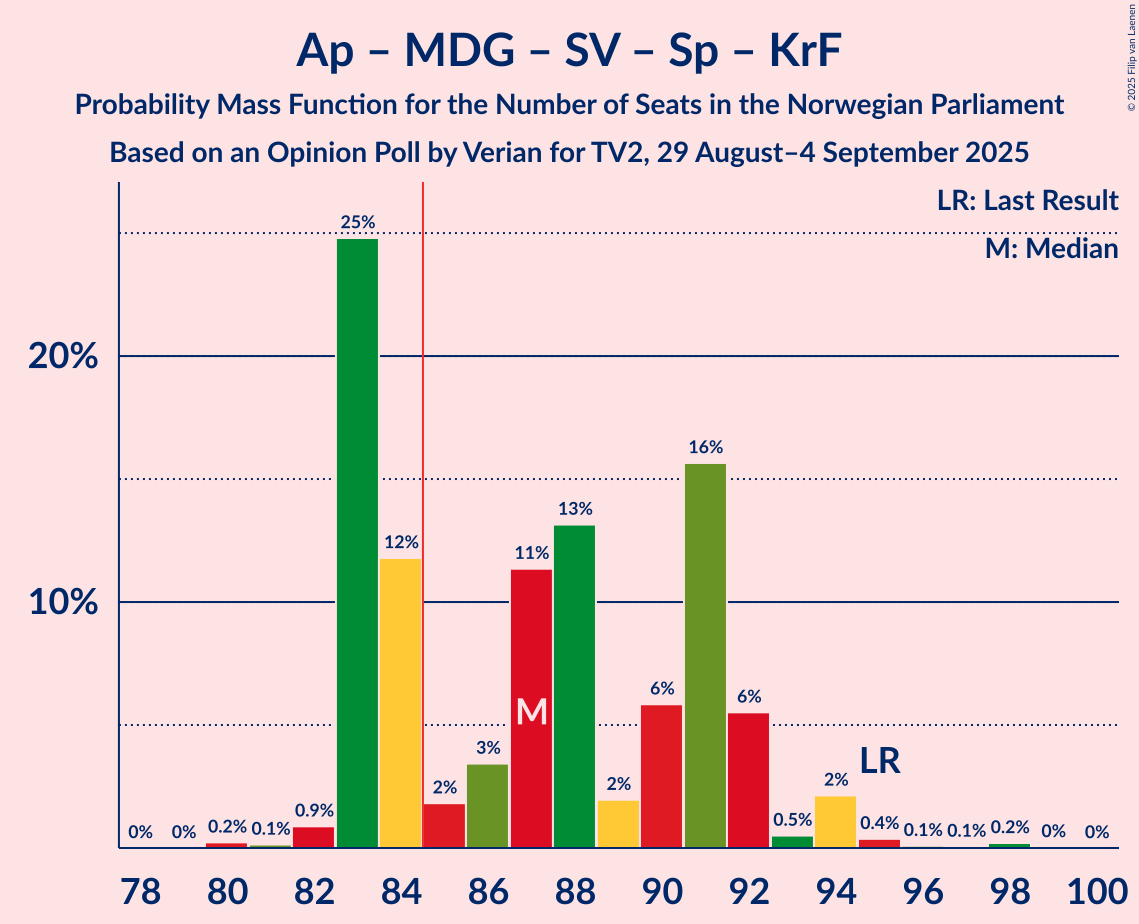 Ap – MDG – SV – Sp – KrF
Probability Mass Function for the Number of Seats in the Norwegian Parliament
Based on an Opinion Poll by Verian for TV2, 29 August–4 September 2025
© 2025 Filip van Laenen
LR: Last Result
M: Median
20%
10%
0%
0%
0.2%
0.1%
0.9%
25%
12%
2%
3%
11%
13%
2%
6%
16%
6%
0.5%
2%
0.4%
0.1%
0.1%
0.2%
0%
0%
M
LR
78 80 82 84 86 88 90 92 94 96 98 100